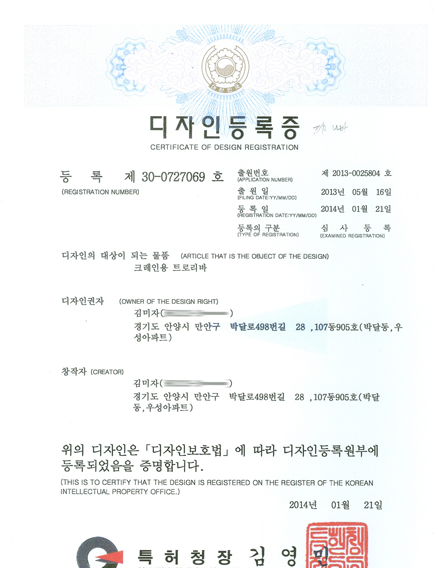 디자인등록증
CERTIFICATE OF DESIGN REGISTRATION
등 록 제 30-0727069 호
(REGISTRATION NUMBER)
출원번호 제 2013-0025804 호
(APPLICATION NUMBER)
출 원 일 2013년 05월 16일
(FILING DATE:YY/MM/DD)
등 록 일 2014년 01월 21일
(REGISTRATION DATE:YY/MM/DD)
등록의 구분 심 사 등 록
(TYPE OF REGISTRATION) (EXAMINED REGISTRATION)
디자인의 대상이 되는 물품 (ARTICLE THAT IS THE OBJECT OF THE DESIGN)
크레인용 트로리바
디자인권자 (OWNER OF THE DESIGN RIGHT)
김미자( )
경기도 안양시 만안구 박달로498번길 28 ,107동905호(박달동,우
성아파트)
창작자 (CREATOR)
김미자( )
경기도 안양시 만안구 박달로498번길 28 ,107동905호(박달
동,우성아파트)
위의 디자인은「디자인보호법」에 따라 디자인등록원부에
등록되었음을 증명합니다.
(THIS IS TO CERTIFY THAT THE DESIGN IS REGISTERED ON THE REGISTER OF THE KOREAN
INTELLECTUAL PROPERTY OFFICE.)
2014년 01월 21일
특허청장 김영민